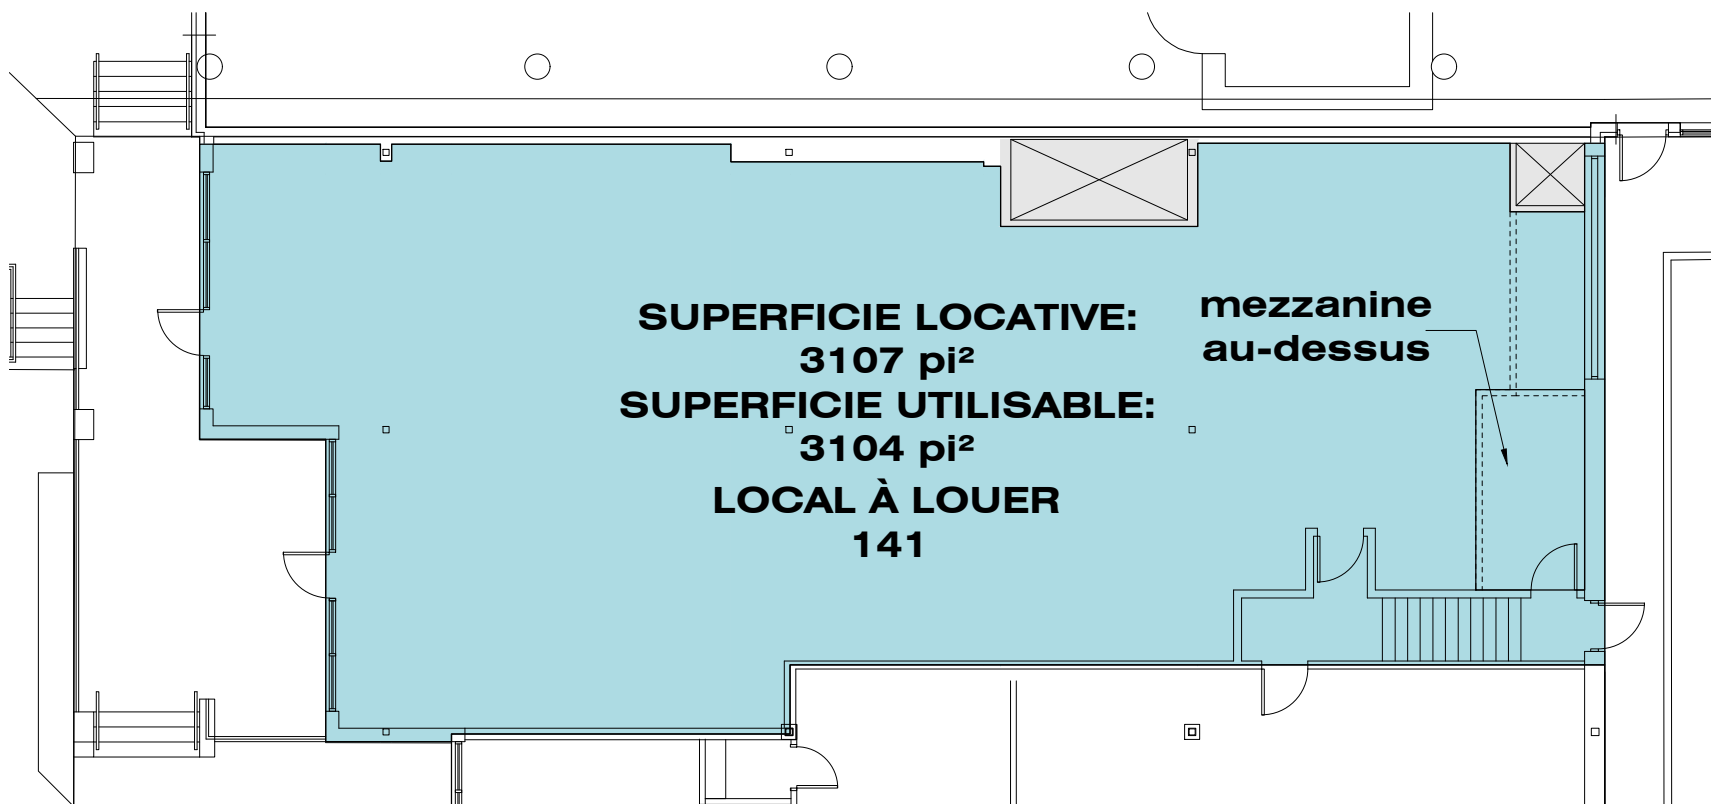 SUPERFICIE LOCATIVE:
3107 pi²
SUPERFICIE UTILISABLE:
3104 pi²
LOCAL À LOUER
141
mezzanine
au-dessus